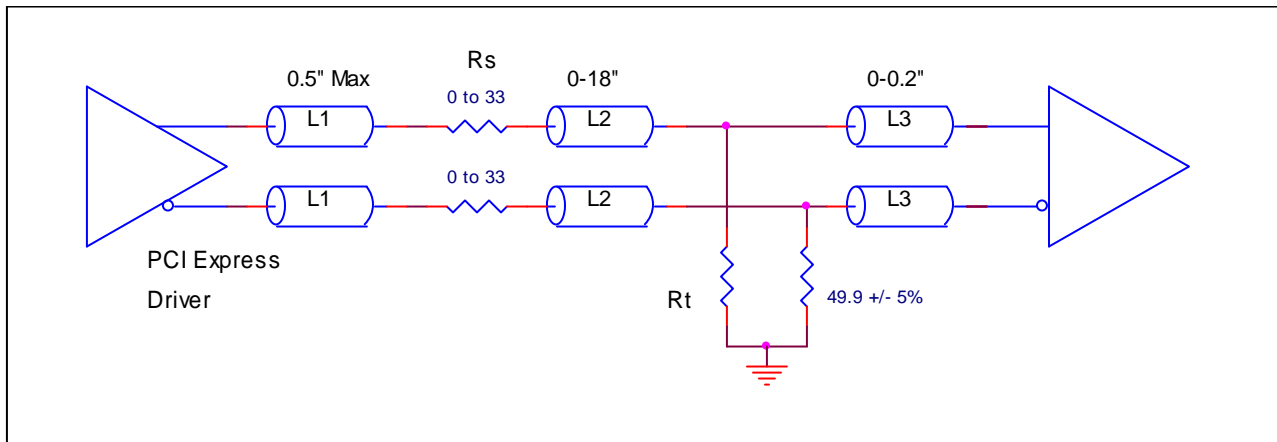 Rs
0.5" Max
0-18"
0-0.2"
0 to 33
L1
L2
L3
0 to 33
L1
L2
L3
PCI Express
Driver
Rt
49.9 +/- 5%